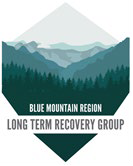 BLUE MOUNTAIN REGION
LONG TERM RECOVERY GROUP